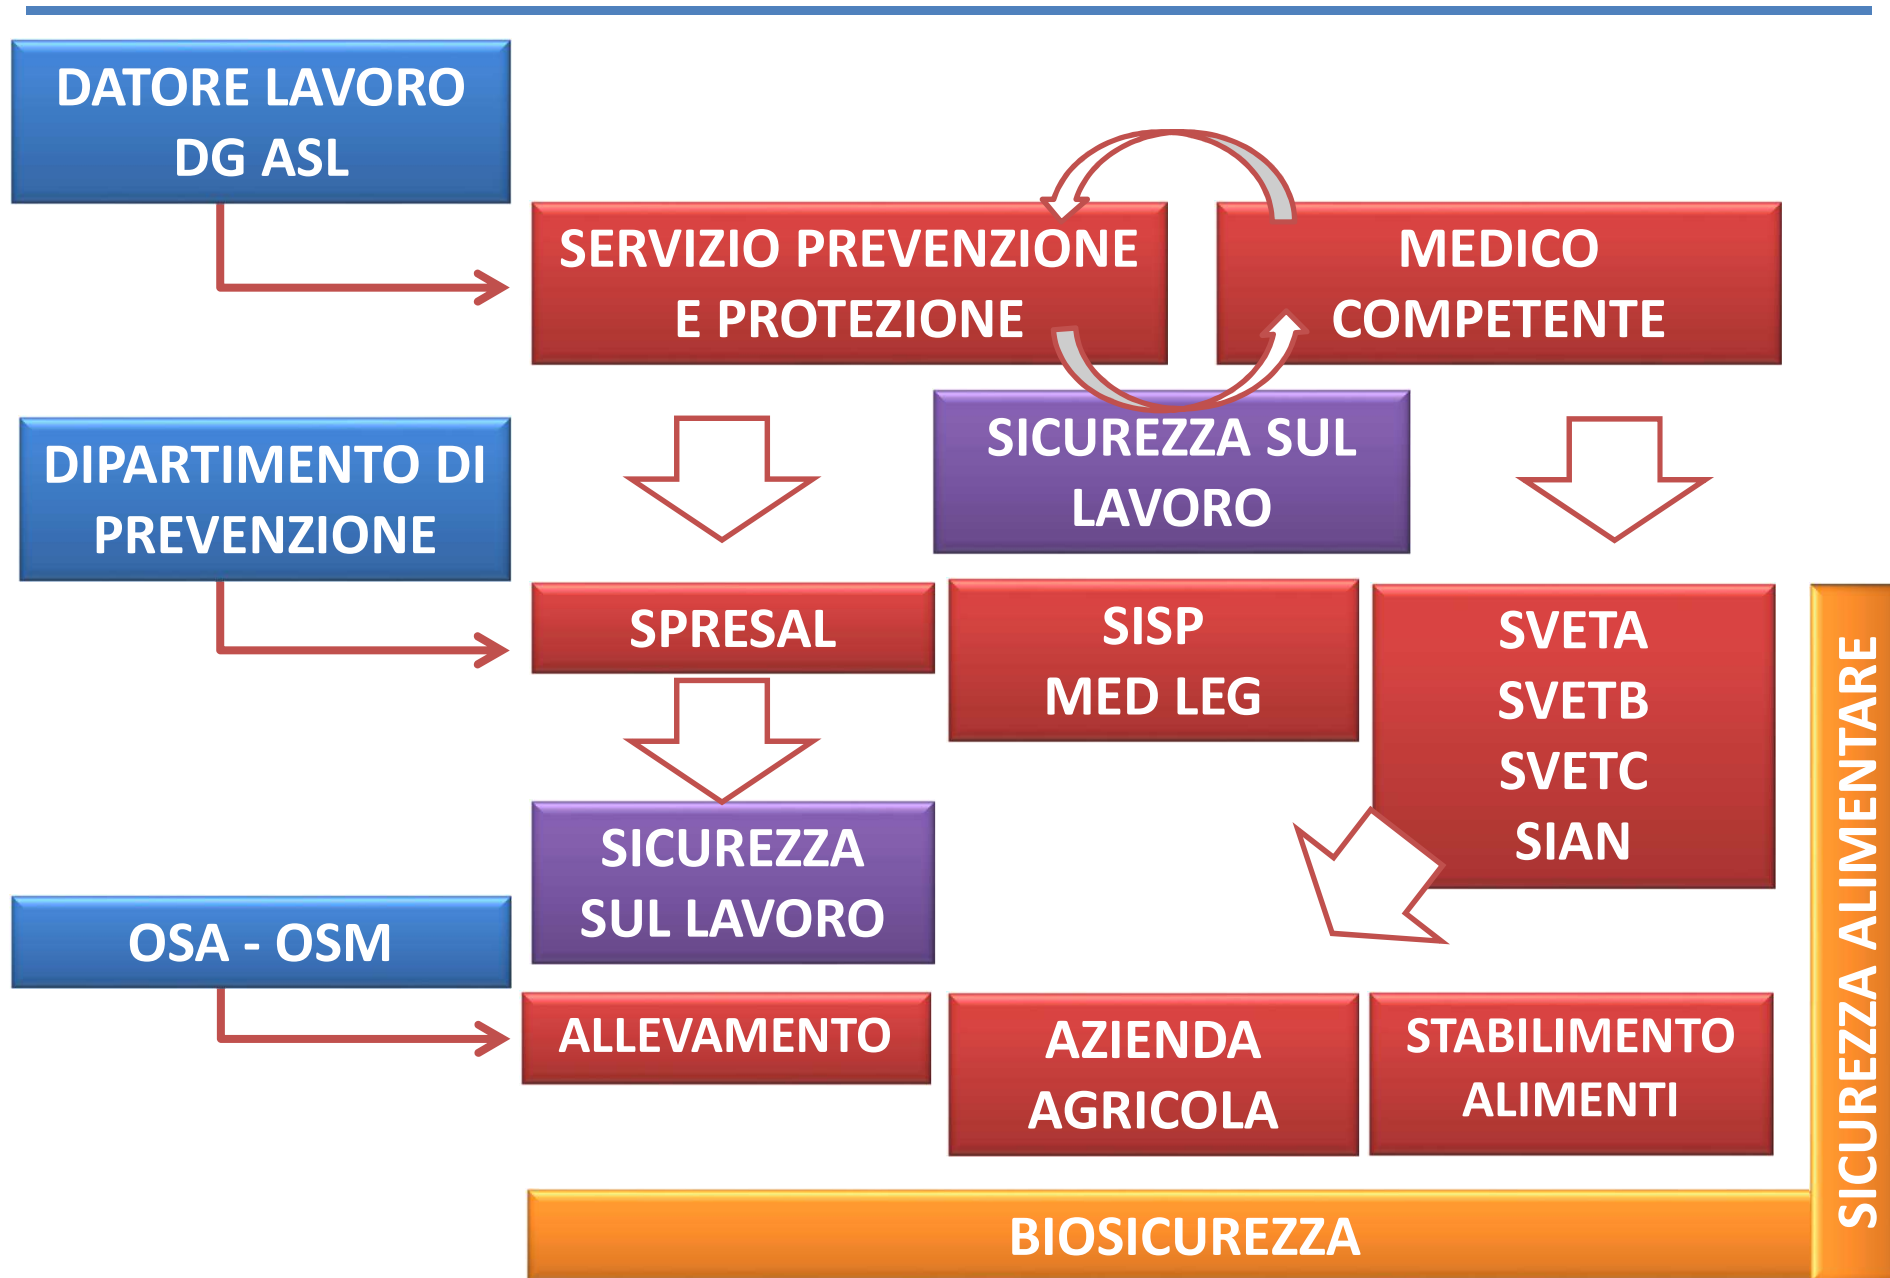 DATORE LAVORO
DG ASL
SERVIZIO PREVENZIONE
E PROTEZIONE
MEDICO
COMPETENTE
SICUREZZA SUL
LAVORO
DIPARTIMENTO DI
PREVENZIONE
SPRESAL
SISP
MED LEG
SVETA
SVETB
SVETC
SIAN
SICUREZZA
SUL LAVORO
OSA - OSM
ALLEVAMENTO
AZIENDA
AGRICOLA
STABILIMENTO
ALIMENTI
SICUREZZA ALIMENTARE
BIOSICUREZZA